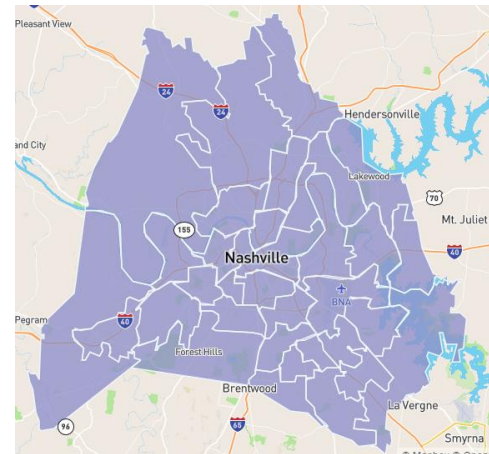 Pleasant View
24
24
Hendersonville
and City
Lakewood
70
Mt. Juliet
155
Nashville
40
BNA
Pegram
40
Forest Hills
Brentwood
La Vergne
96
65
Smyrna